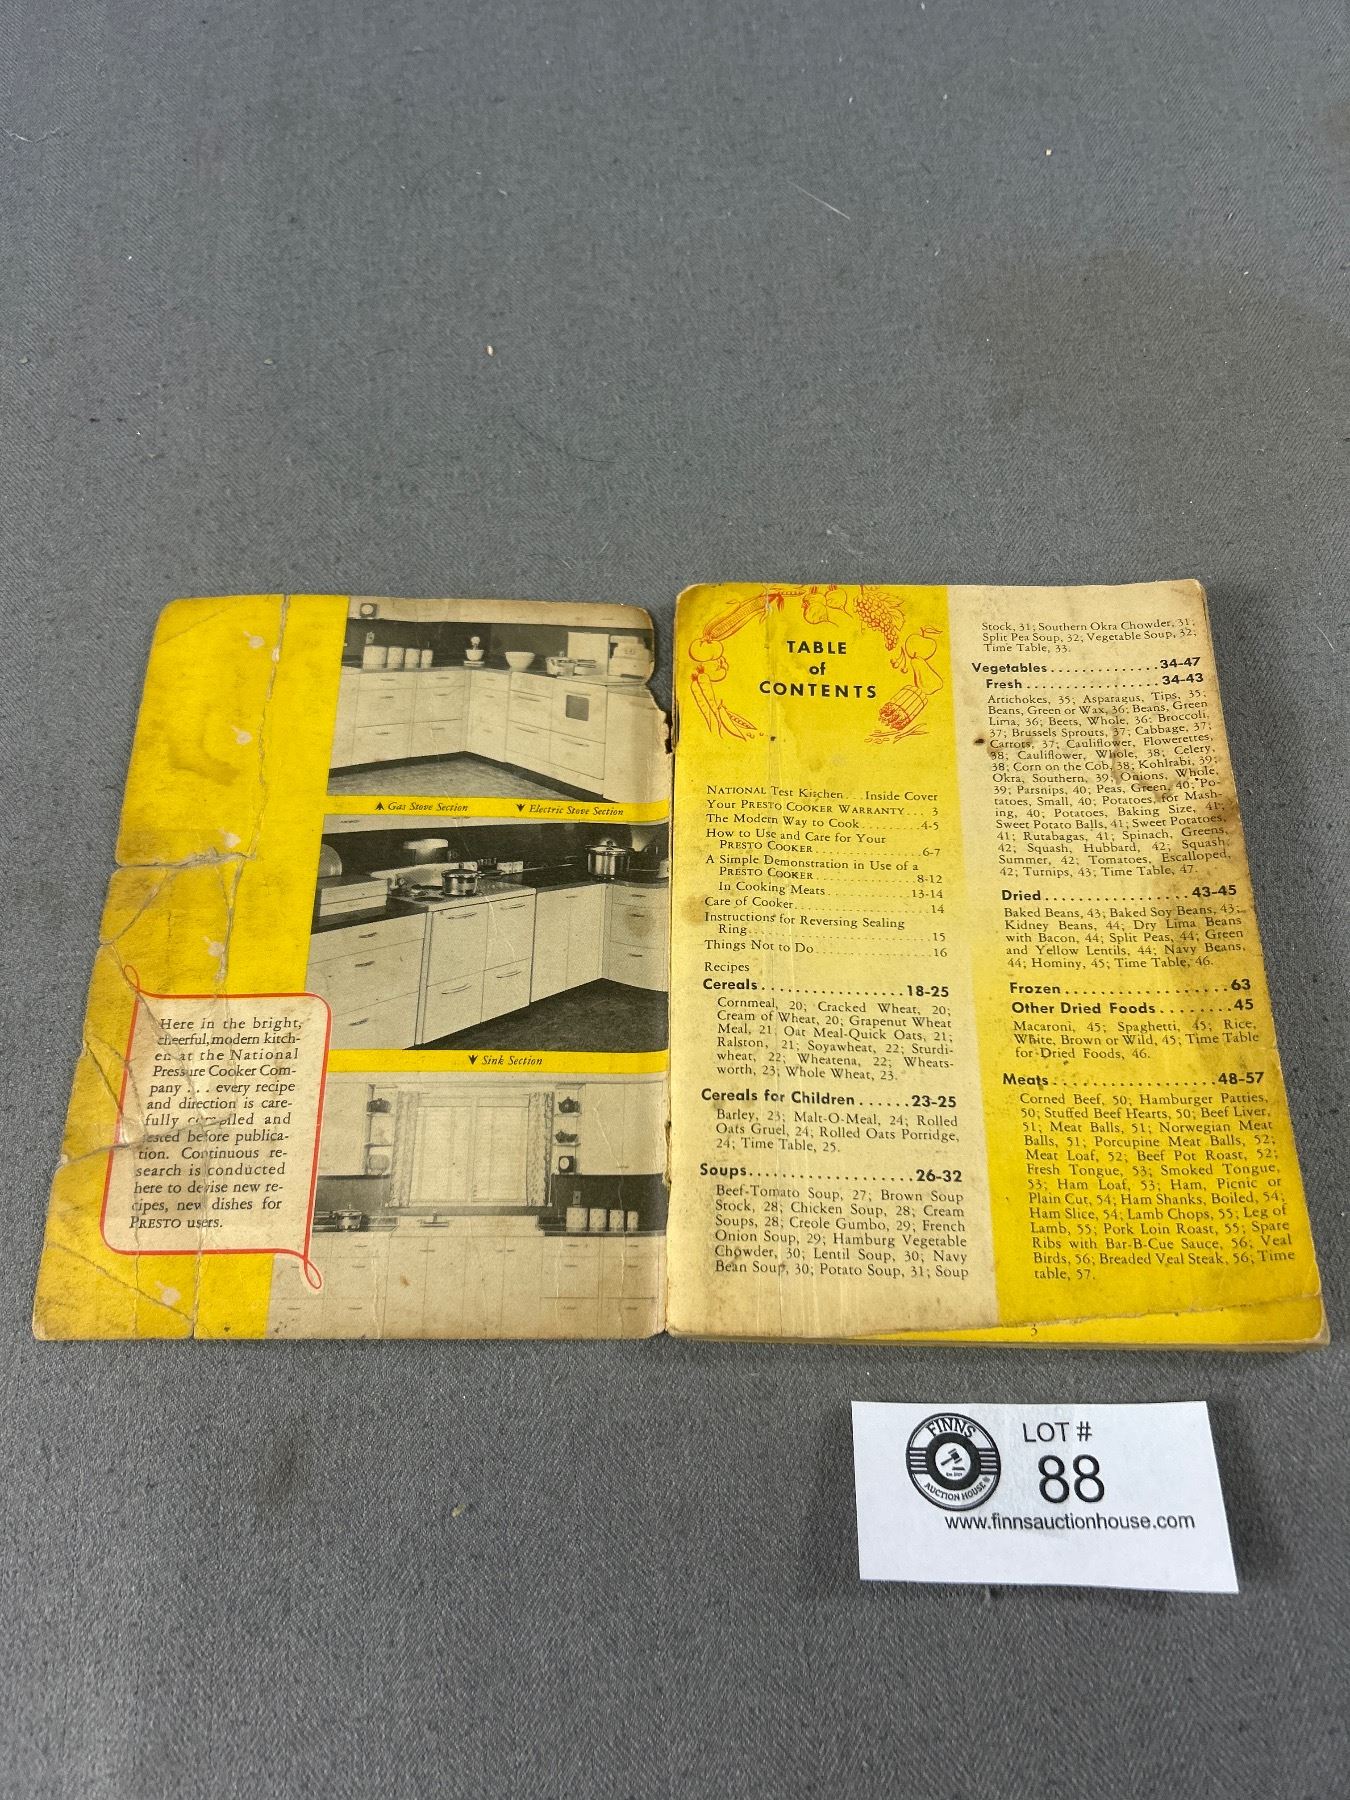 Gas Stove Section
Electric Stove Section
Sink Section
Here in the bright,
cheerful, modern kitch-
en at the National
Pressure Cooker Com-
pany . . . every recipe
and direction is care-
fully compiled and
tested before publica-
tion. Continuous re-
search is conducted
here to devise new re-
cipes, new dishes for
PRESTO users.
TABLE
of
CONTENTS
NATIONAL Test Kitchen . . . Inside Cover
Your PRESTO COOKER WARRANTY . . . 3
The Modern Way to Cook . . . . . . . . 4-5
How to Use and Care for Your
PRESTO COOKER . . . . . . . . . . . . . . 6-7
A Simple Demonstration in Use of a
PRESTO COOKER . . . . . . . . . . . . . . 8-12
In Cooking Meats . . . . . . . . . . . . 13-14
Care of Cooker . . . . . . . . . . . . . . . . . 14
Instructions for Reversing Sealing
Ring . . . . . . . . . . . . . . . . . . . . . . . . 15
Things Not to Do . . . . . . . . . . . . . . . 16
Recipes
Cereals . . . . . . . . . . . . . . . . 18-25
Cornmeal, 20; Cracked Wheat, 20;
Cream of Wheat, 20; Grapenut Wheat
Meal, 21; Oat Meal-Quick Oats, 21;
Ralston, 21; Soyawheat, 22; Sturdi-
wheat, 22; Wheatena, 22; Wheats-
worth, 23; Whole Wheat, 23.
Cereals for Children . . . . . . 23-25
Barley, 23; Malt-O-Meal, 24; Rolled
Oats Gruel, 24; Rolled Oats Porridge,
24; Time Table, 25.
Soups . . . . . . . . . . . . . . . . . . 26-32
Beef-Tomato Soup, 27; Brown Soup
Stock, 28; Chicken Soup, 28; Cream
Soups, 28; Creole Gumbo, 29; French
Onion Soup, 29; Hamburg Vegetable
Chowder, 30; Lentil Soup, 30; Navy
Bean Soup, 30; Potato Soup, 31; Soup
Stock, 31; Southern Okra Chowder, 31;
Split Pea Soup, 32; Vegetable Soup, 32;
Time Table, 33.
Vegetables . . . . . . . . . . . . . 34-47
Fresh . . . . . . . . . . . . . . . . . 34-43
Artichokes, 35; Asparagus, Tips, 35;
Beans, Green or Wax, 36; Beans, Green
Lima, 36; Beets, Whole, 36; Broccoli,
37; Brussels Sprouts, 37; Cabbage, 37;
Carrots, 37; Cauliflower, Flowerettes,
38; Cauliflower, Whole, 38; Celery,
38; Corn on the Cob, 38; Kohlrabi, 39;
Okra, Southern, 39; Onions, Whole,
39; Parsnips, 40; Peas, Green, 40; Po-
tatoes, Small, 40; Potatoes, for Mash-
ing, 40; Potatoes, Baking Size, 41;
Sweet Potato Balls, 41; Sweet Potatoes,
41; Rutabagas, 41; Spinach, Greens,
42; Squash, Hubbard, 42; Squash,
Summer, 42; Tomatoes, Escalloped,
42; Turnips, 43; Time Table, 47.
Dried . . . . . . . . . . . . . . . . . 43-45
Baked Beans, 43; Baked Soy Beans, 43;
Kidney Beans, 44; Dry Lima Beans
with Bacon, 44; Split Peas, 44; Green
and Yellow Lentils, 44; Navy Beans,
44; Hominy, 45; Time Table, 46.
Frozen . . . . . . . . . . . . . . . . . . 63
Other Dried Foods . . . . . . . . 45
Macaroni, 45; Spaghetti, 45; Rice,
White, Brown or Wild, 45; Time Table
for Dried Foods, 46.
Meats . . . . . . . . . . . . . . . . . . 48-57
Corned Beef, 50; Hamburger Patties,
50; Stuffed Beef Hearts, 50; Beef Liver,
51; Meat Balls, 51; Norwegian Meat
Balls, 51; Porcupine Meat Balls, 52;
Meat Loaf, 52; Beef Pot Roast, 52;
Fresh Tongue, 53; Smoked Tongue,
53; Ham Loaf, 53; Ham, Picnic or
Plain Cut, 54; Ham Shanks, Boiled, 54;
Ham Slice, 54; Lamb Chops, 55; Leg of
Lamb, 55; Pork Loin Roast, 55; Spare
Ribs with Bar-B-Cue Sauce, 56; Veal
Birds, 56; Breaded Veal Steak, 56; Time
table, 57.
3
FINNS
AUCTION HOUSE
LOT #
88
www.finnsauctionhouse.com